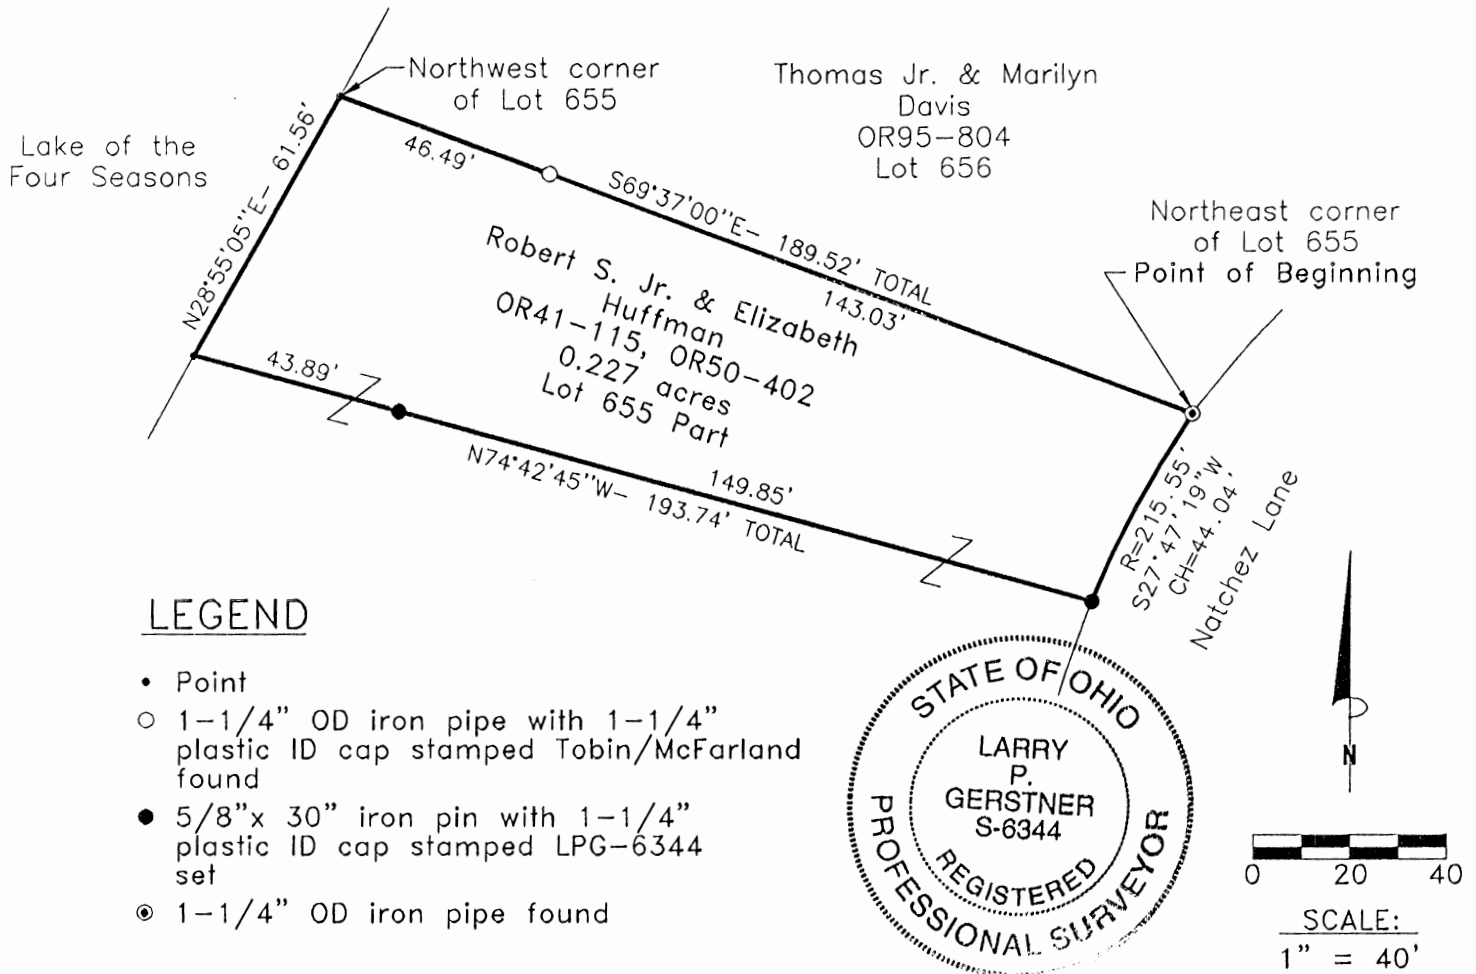 Northwest corner
of Lot 655
Thomas Jr. & Marilyn
Davis
OR95-804
Lot 656
Lake of the
Four Seasons
N28°55'05"E- 61.56'
46.49'
S69°37'00"E- 189.52' TOTAL
143.03'
Northeast corner
of Lot 655
Point of Beginning
Robert S. Jr. & Elizabeth
Huffman
OR41-115, OR50-402
0.227 acres
Lot 655 Part
43.89'
149.85'
N74°42'45"W- 193.74' TOTAL
R=215.55'
S27°47'19"W
CH=44.04'
Natchez Lane
LEGEND
Point
1-1/4" OD iron pipe with 1-1/4"
plastic ID cap stamped Tobin/McFarland
found
5/8"x 30" iron pin with 1-1/4"
plastic ID cap stamped LPG-6344
set
1-1/4" OD iron pipe found
STATE OF OHIO
LARRY
P.
GERSTNER
S-6344
REGISTERED
PROFESSIONAL SURVEYOR
N
0 20 40
SCALE:
1" = 40'